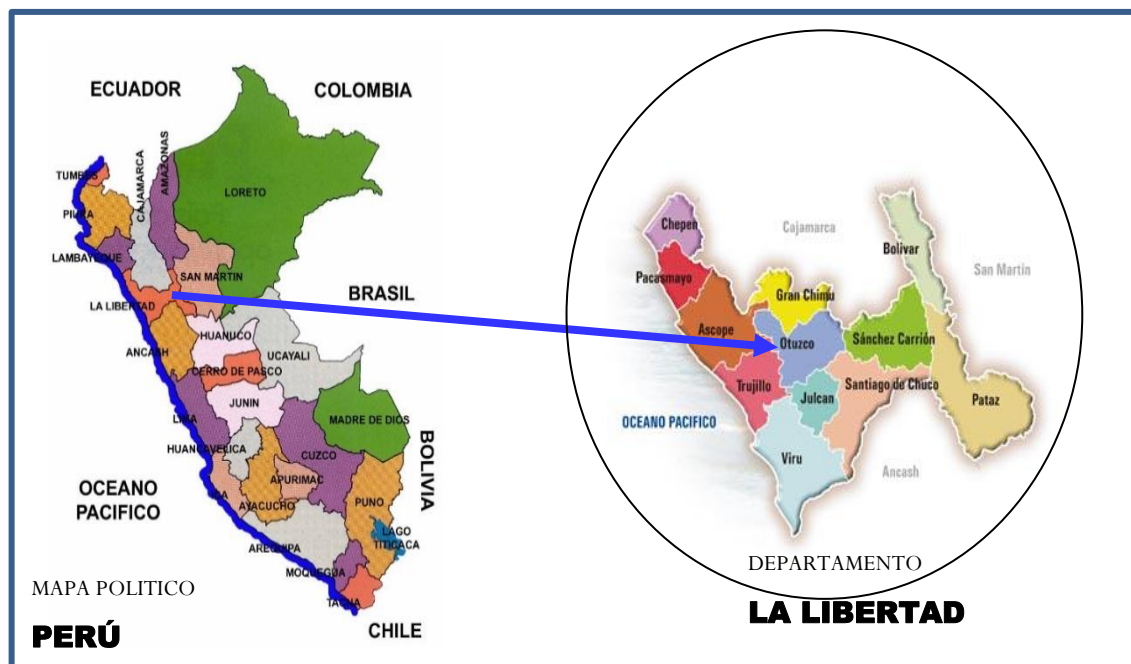 ECUADOR
COLOMBIA
TUMBES
PIURA
CAJAMARCA
AMAZONAS
LORETO
LAMBAYEQUE
SAN MARTIN
LA LIBERTAD
BRASIL
ANCASH
HUANUCO
UCAYALI
CERRO DE PASCO
JUNIN
LIMA
MADRE DE DIOS
HUANCAVELICA
CUZCO
BOLIVIA
APURIMAC
ICA
AYACUCHO
PUNO
OCEANO
PACIFICO
LAGO
TITICACA
AREQUIPA
MOQUEGUA
TACNA
CHILE
MAPA POLITICO
PERÚ
Chepen
Cajamarca
Bolivar
San Martín
Pacasmayo
Gran Chimú
Ascope
Otuzco
Sánchez Carrión
Trujillo
Julcan
Santiago de Chuco
Pataz
OCEANO PACIFICO
Viru
Ancash
DEPARTAMENTO
LA LIBERTAD